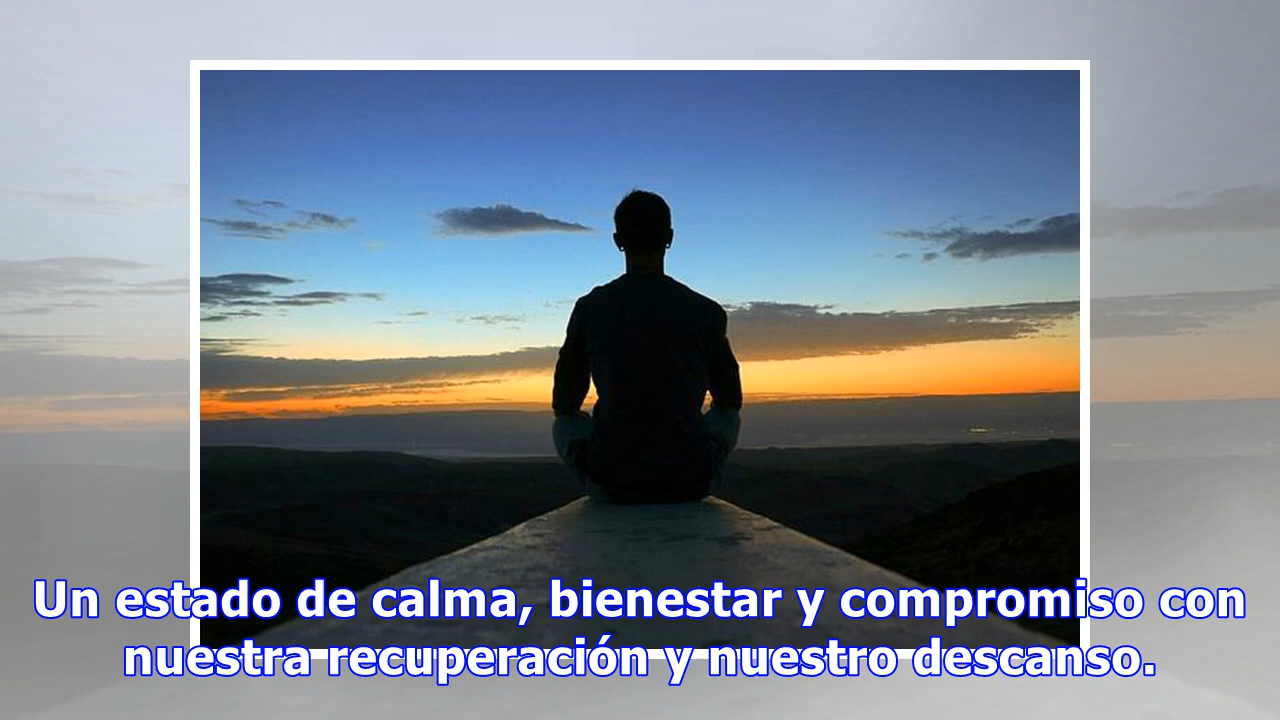 Un estado de calma, bienestar y compromiso con
nuestra recuperación y nuestro descanso.